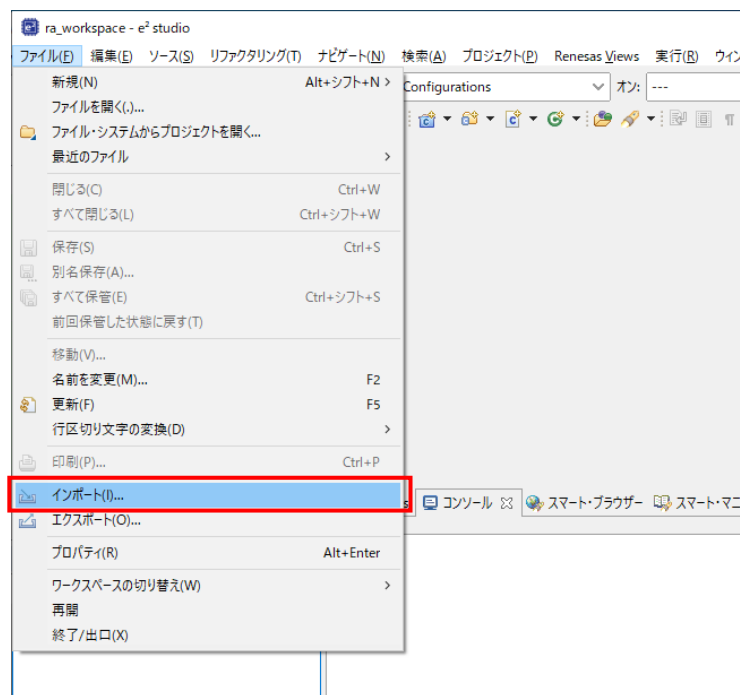 ra_workspace - e² studio
ファイル(F) 編集(E) ソース(S) リファクタリング(T) ナビゲート(N) 検索(A) プロジェクト(P) Renesas Views 実行(R) ウィン
新規(N) Alt+シフト+N >
Configurations オン: ---
ファイルを開く(.)...
ファイル・システムからプロジェクトを開く...
最近のファイル >
閉じる(C) Ctrl+W
すべて閉じる(L) Ctrl+シフト+W
保存(S) Ctrl+S
別名保存(A)...
すべて保管(E) Ctrl+シフト+S
前回保管した状態に戻す(T)
移動(V)...
名前を変更(M)... F2
更新(F) F5
行区切り文字の変換(D) >
印刷(P)... Ctrl+P
インポート(I)...
s コンソール スマート・ブラウザー スマート・マニ
エクスポート(O)...
プロパティ(R) Alt+Enter
ワークスペースの切り替え(W) >
再開
終了/出口(X)